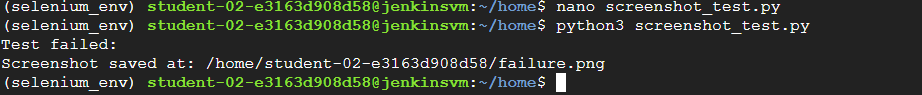 (selenium_env) student-02-e3163d908d58@jenkinsvm:~/home$ nano screenshot_test.py
(selenium_env) student-02-e3163d908d58@jenkinsvm:~/home$ python3 screenshot_test.py
Test failed:
Screenshot saved at: /home/student-02-e3163d908d58/failure.png
(selenium_env) student-02-e3163d908d58@jenkinsvm:~/home$